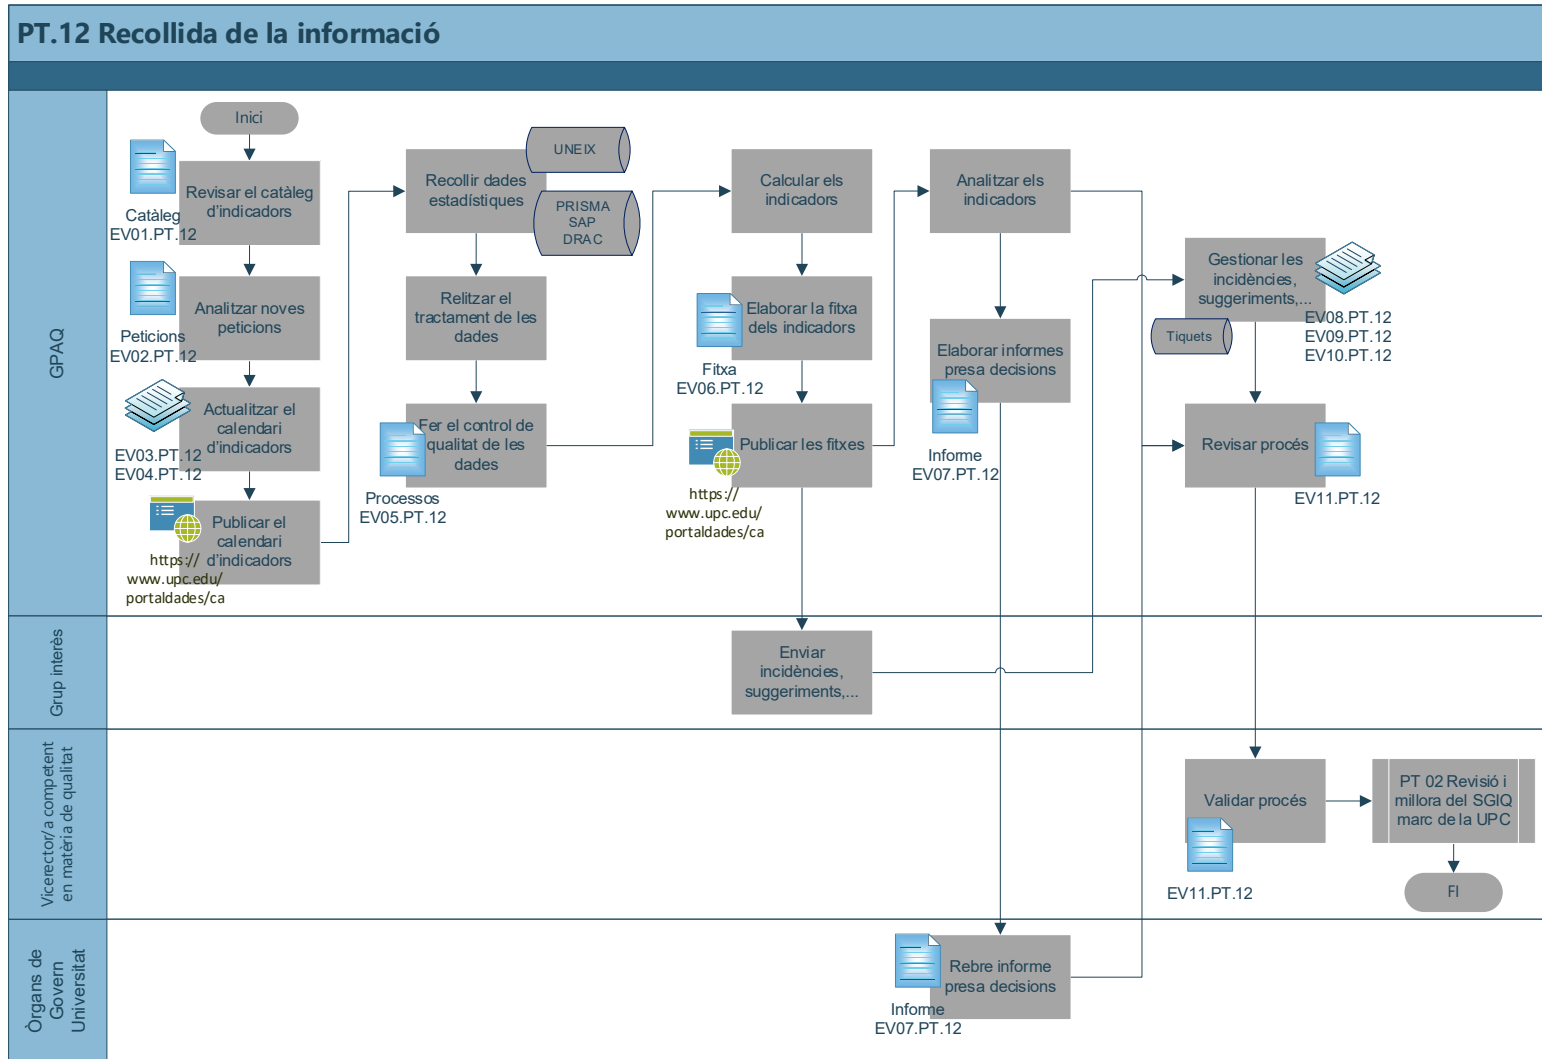 PT.12 Recollida de la informació
GPAQ
Inici
Revisar el catàleg
d'indicadors
Catàleg
EV01.PT.12
Analitzar noves
peticions
Peticions
EV02.PT.12
Actualitzar el
calendari
d'indicadors
EV03.PT.12
EV04.PT.12
Publicar el
calendari
d'indicadors
https://
www.upc.edu/
portaldades/ca
Recollir dades
estadístiques
UNEIX
PRISMA
SAP
DRAC
Relitzar el
tractament de les
dades
Fer el control de
qualitat de les
dades
Processos
EV05.PT.12
Calcular els
indicadors
Elaborar la fitxa
dels indicadors
Fitxa
EV06.PT.12
Publicar les fitxes
https://
www.upc.edu/
portaldades/ca
Analitzar els
indicadors
Elaborar informes
presa decisions
Informe
EV07.PT.12
Gestionar les
incidències,
suggeriments,...
Tiquets
EV08.PT.12
EV09.PT.12
EV10.PT.12
Revisar procés
EV11.PT.12
Grup interès
Enviar
incidències,
suggeriments,...
Vicerector/a competent
en matèria de qualitat
Validar procés
EV11.PT.12
PT 02 Revisió i
millora del SGIQ
marc de la UPC
FI
Òrgans de
Govern
Universitat
Rebre informe
presa decisions
Informe
EV07.PT.12